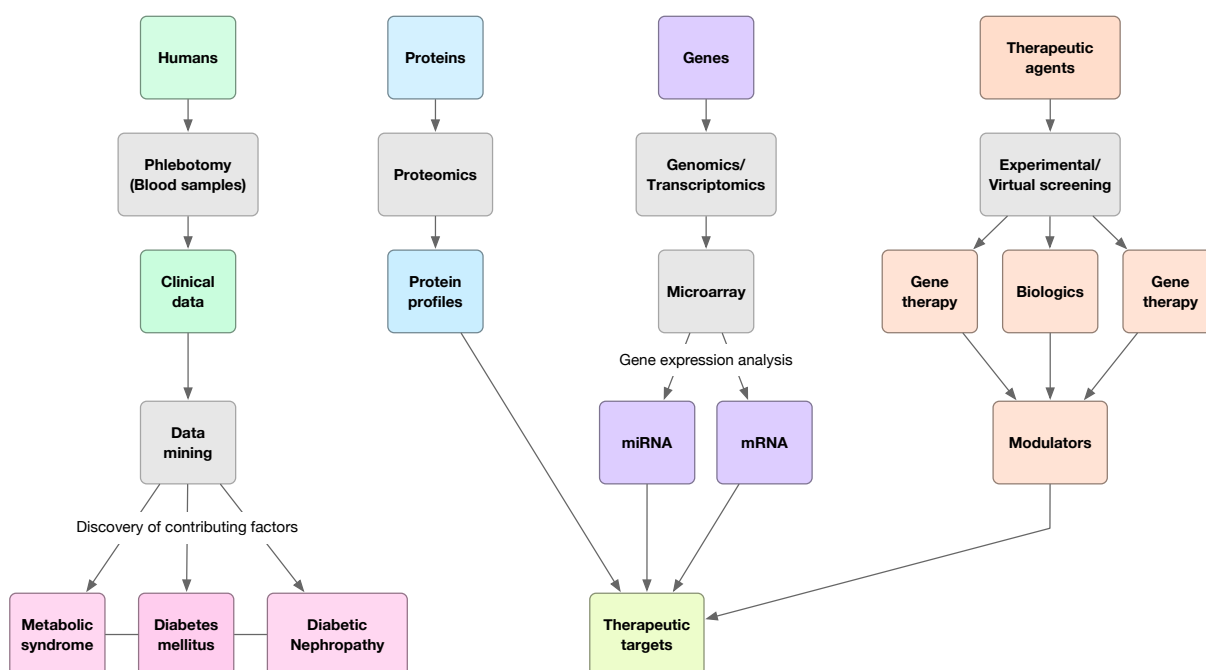 Humans
Proteins
Genes
Therapeutic
agents
Phlebotomy
(Blood samples)
Proteomics
Genomics/
Transcriptomics
Experimental/
Virtual screening
Clinical
data
Protein
profiles
Microarray
Gene
therapy
Biologics
Gene
therapy
Gene expression analysis
Data
mining
miRNA
mRNA
Modulators
Discovery of contributing factors
Metabolic
syndrome
Diabetes
mellitus
Diabetic
Nephropathy
Therapeutic
targets